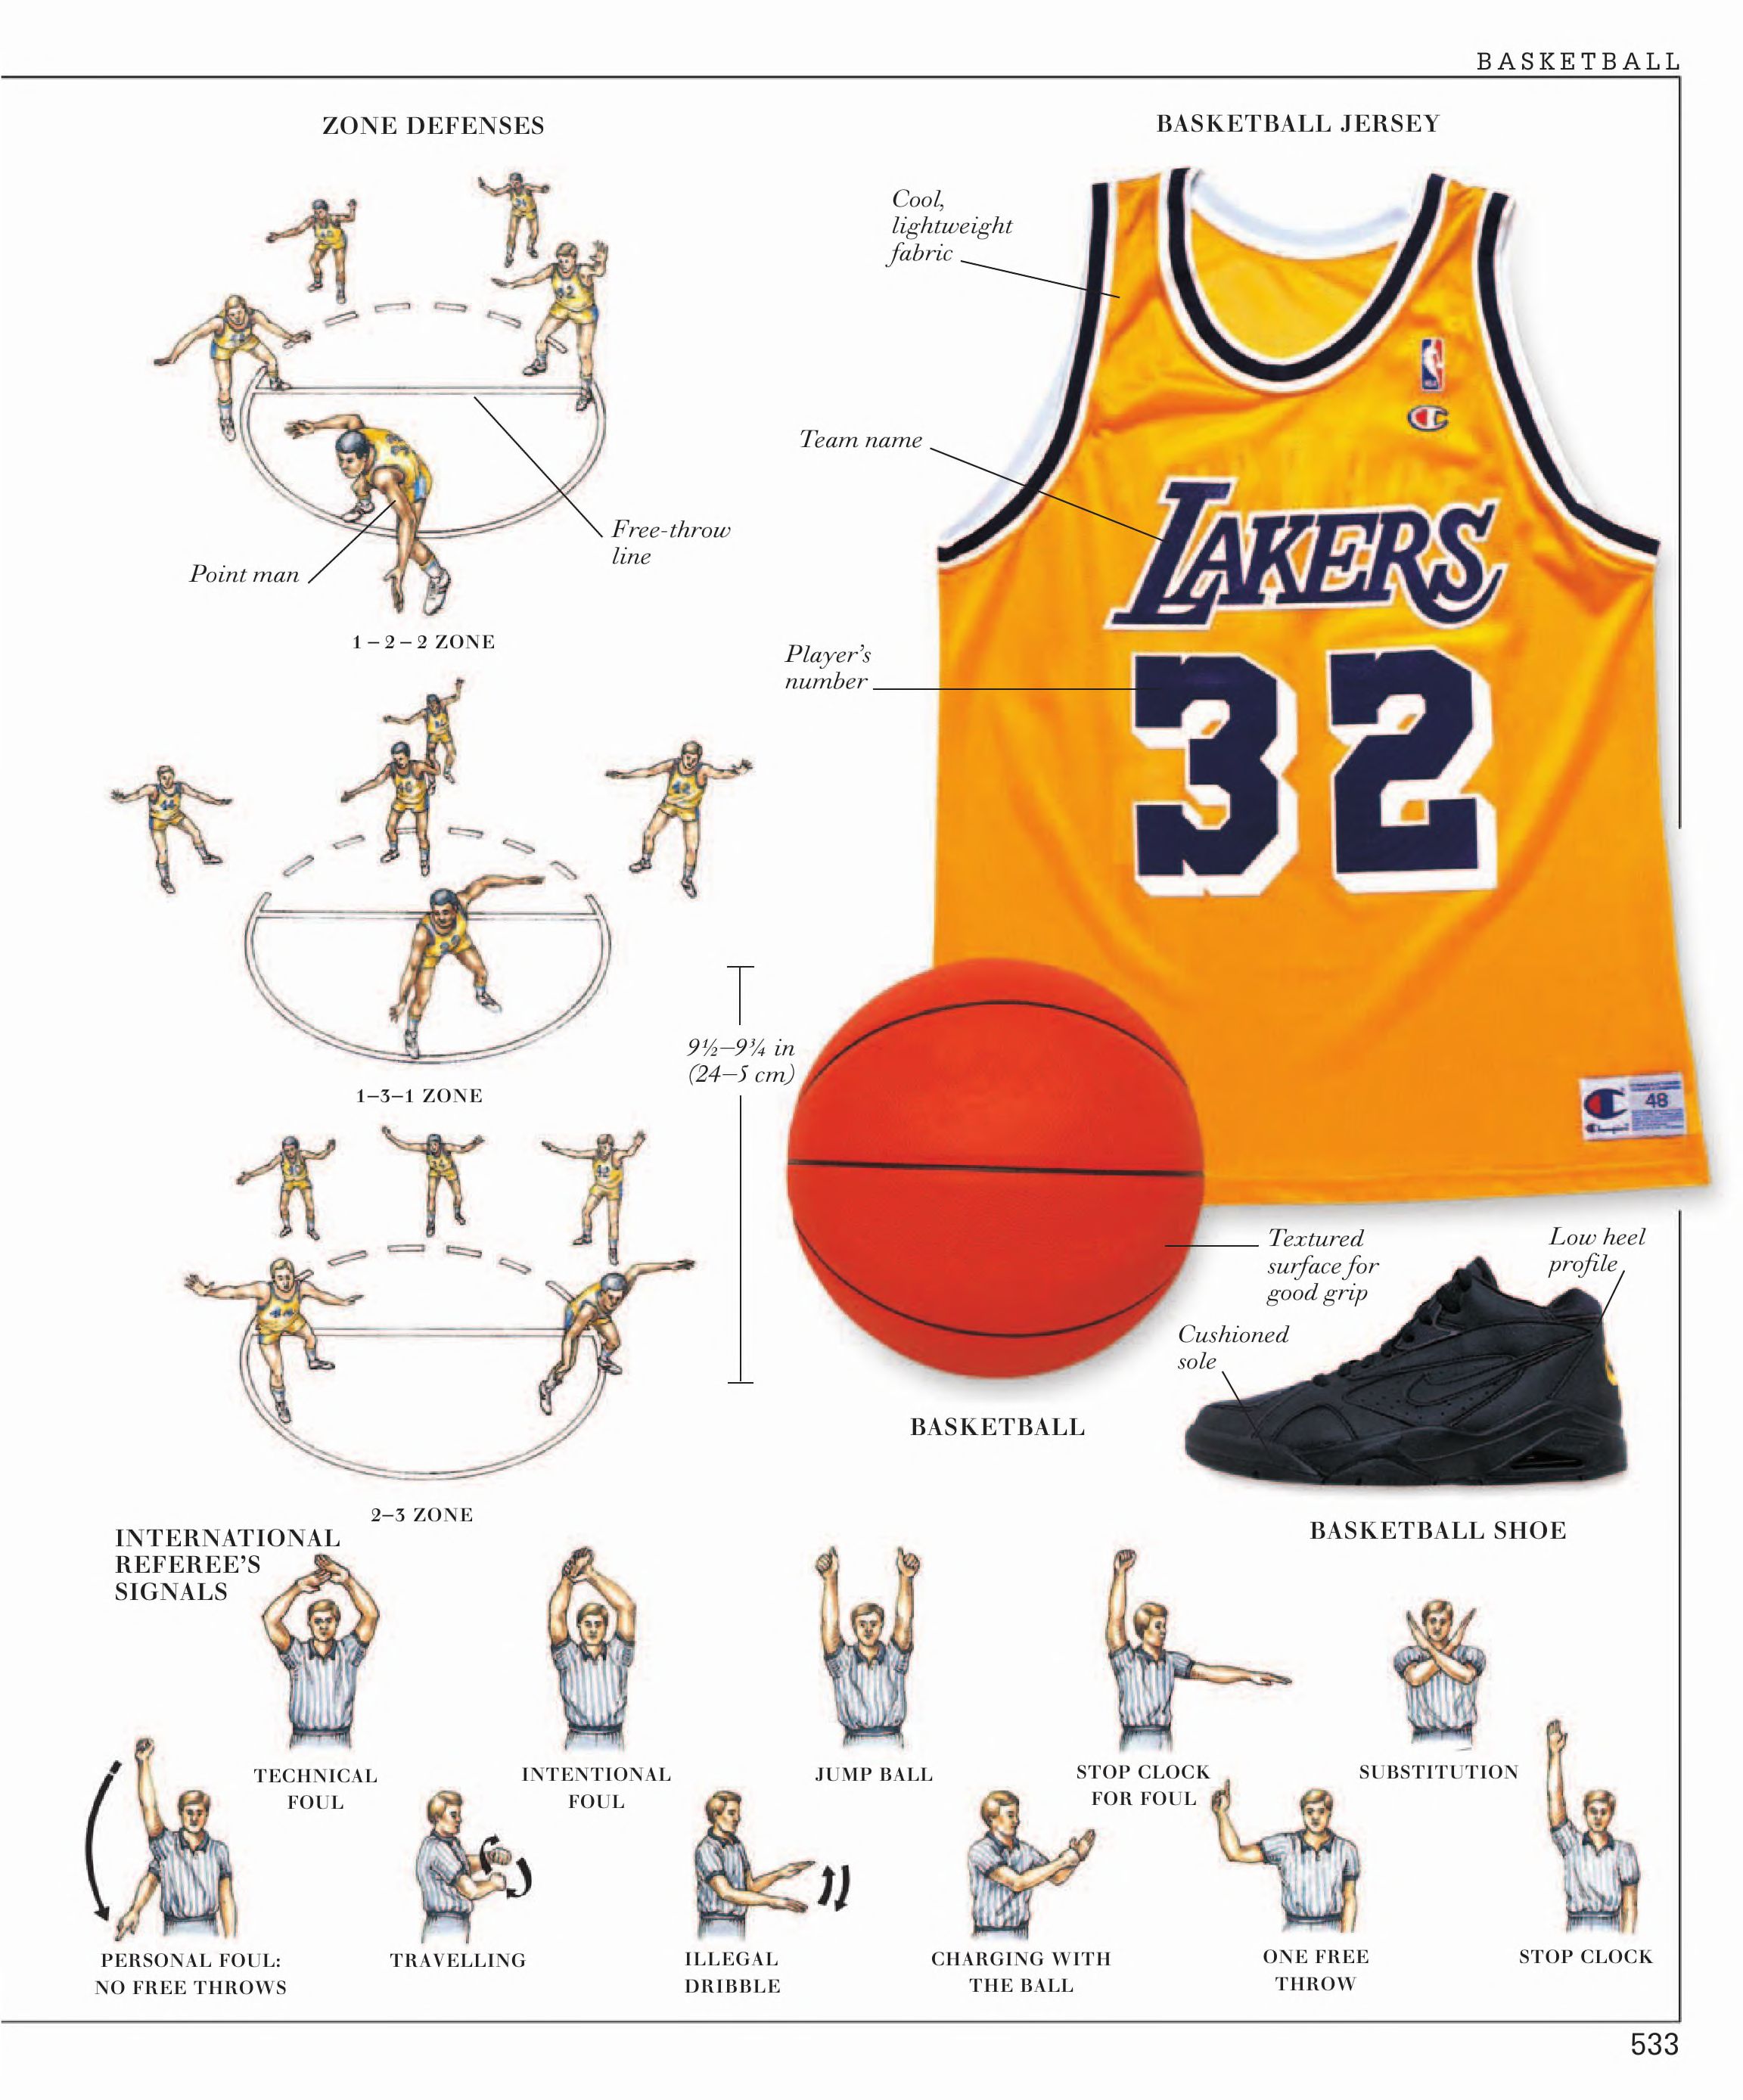 BASKETBALL
ZONE DEFENSES
Point man
Free-throw
line
1 – 2 – 2 ZONE
1–3–1 ZONE
2–3 ZONE
BASKETBALL JERSEY
Cool,
lightweight
fabric
Team name
LAKERS
Player’s
number
32
48
Champion
9½–9¾ in
(24–5 cm)
Textured
surface for
good grip
BASKETBALL
Low heel
profile
Cushioned
sole
BASKETBALL SHOE
INTERNATIONAL
REFEREE’S
SIGNALS
TECHNICAL
FOUL
INTENTIONAL
FOUL
JUMP BALL
STOP CLOCK
FOR FOUL
SUBSTITUTION
PERSONAL FOUL:
NO FREE THROWS
TRAVELLING
ILLEGAL
DRIBBLE
CHARGING WITH
THE BALL
ONE FREE
THROW
STOP CLOCK
533